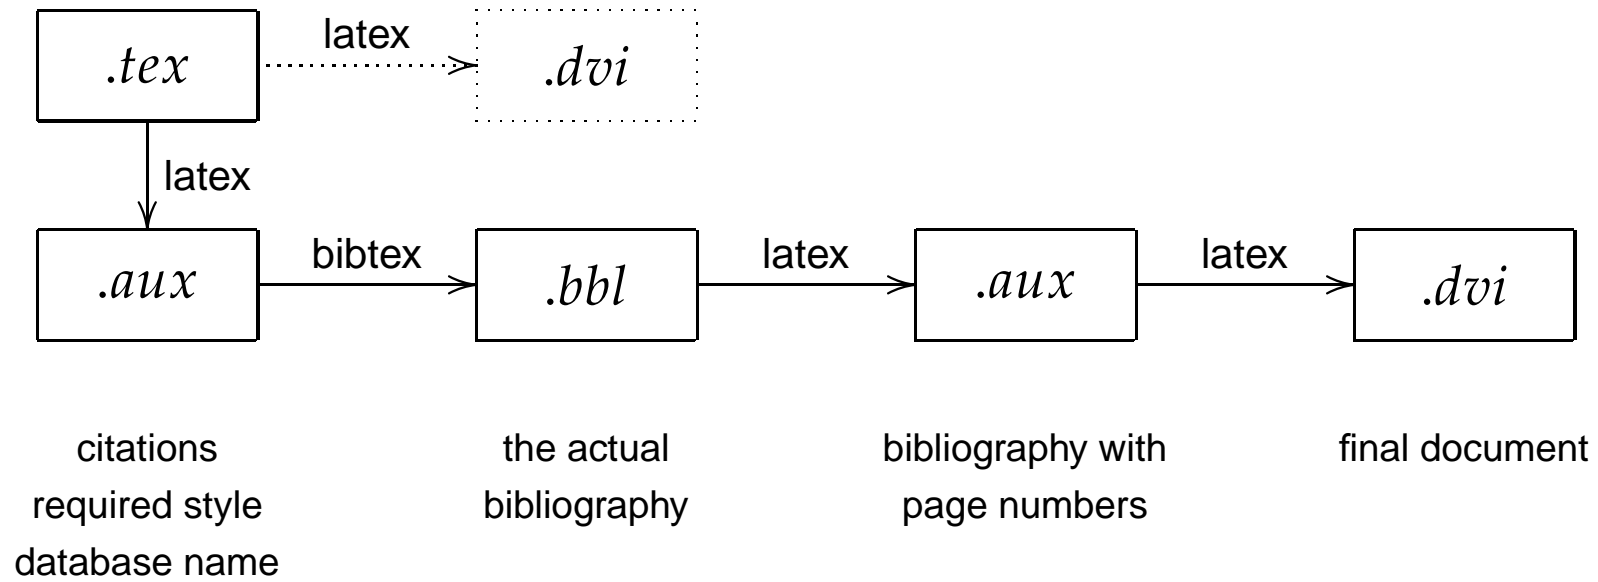 latex
.tex
.dvi
latex
bibtex
latex
latex
.aux
.bbl
.aux
.dvi
citations
required style
database name
the actual
bibliography
bibliography with
page numbers
final document